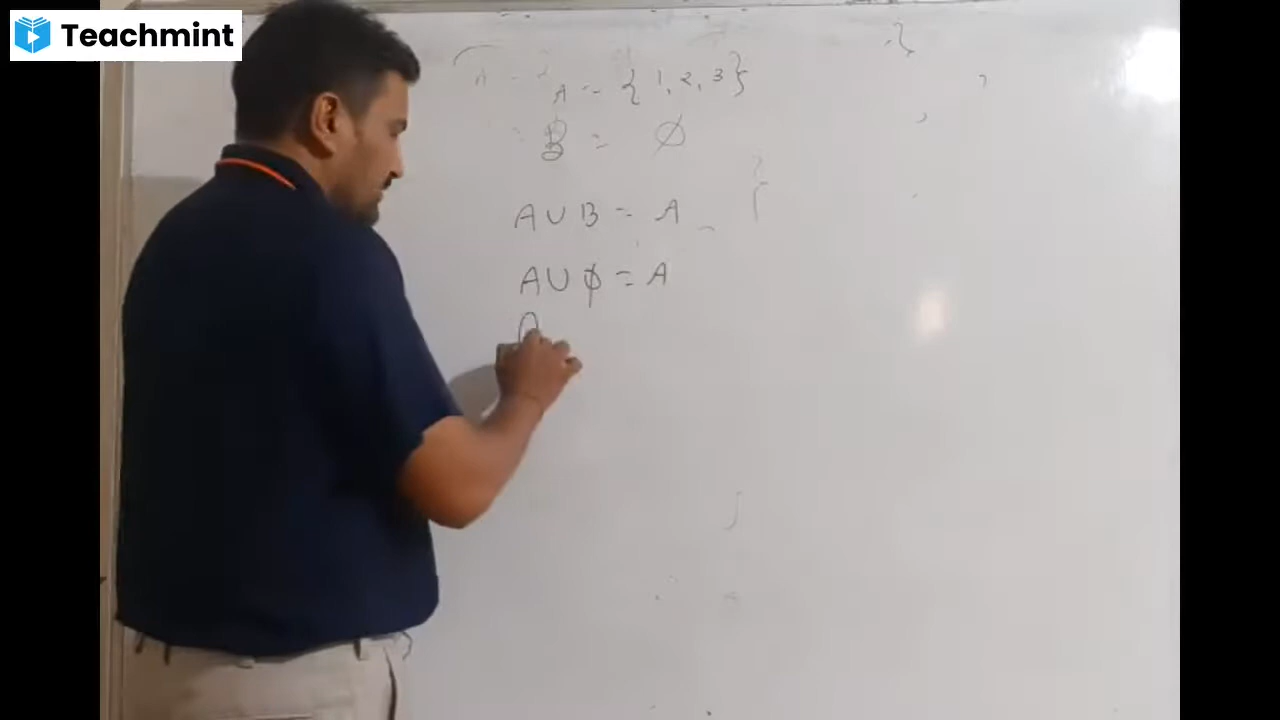 Teachmint
A = { 1, 2, 3 }
B = Ø
A ∪ B = A
A ∪ ϕ = A